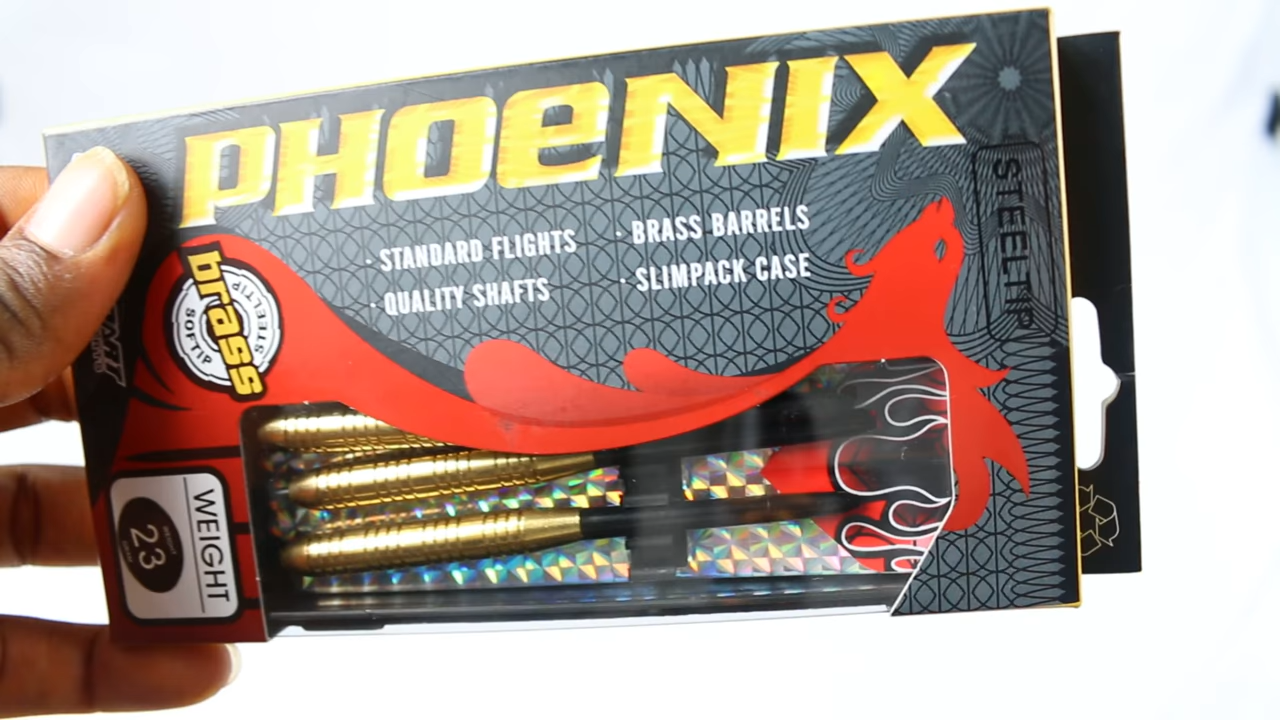 PHOENIX
· STANDARD FLIGHTS
· BRASS BARRELS
· QUALITY SHAFTS
· SLIMPACK CASE
STEELTIP
brass
STEELTIP
SOFTIP
WEIGHT
23